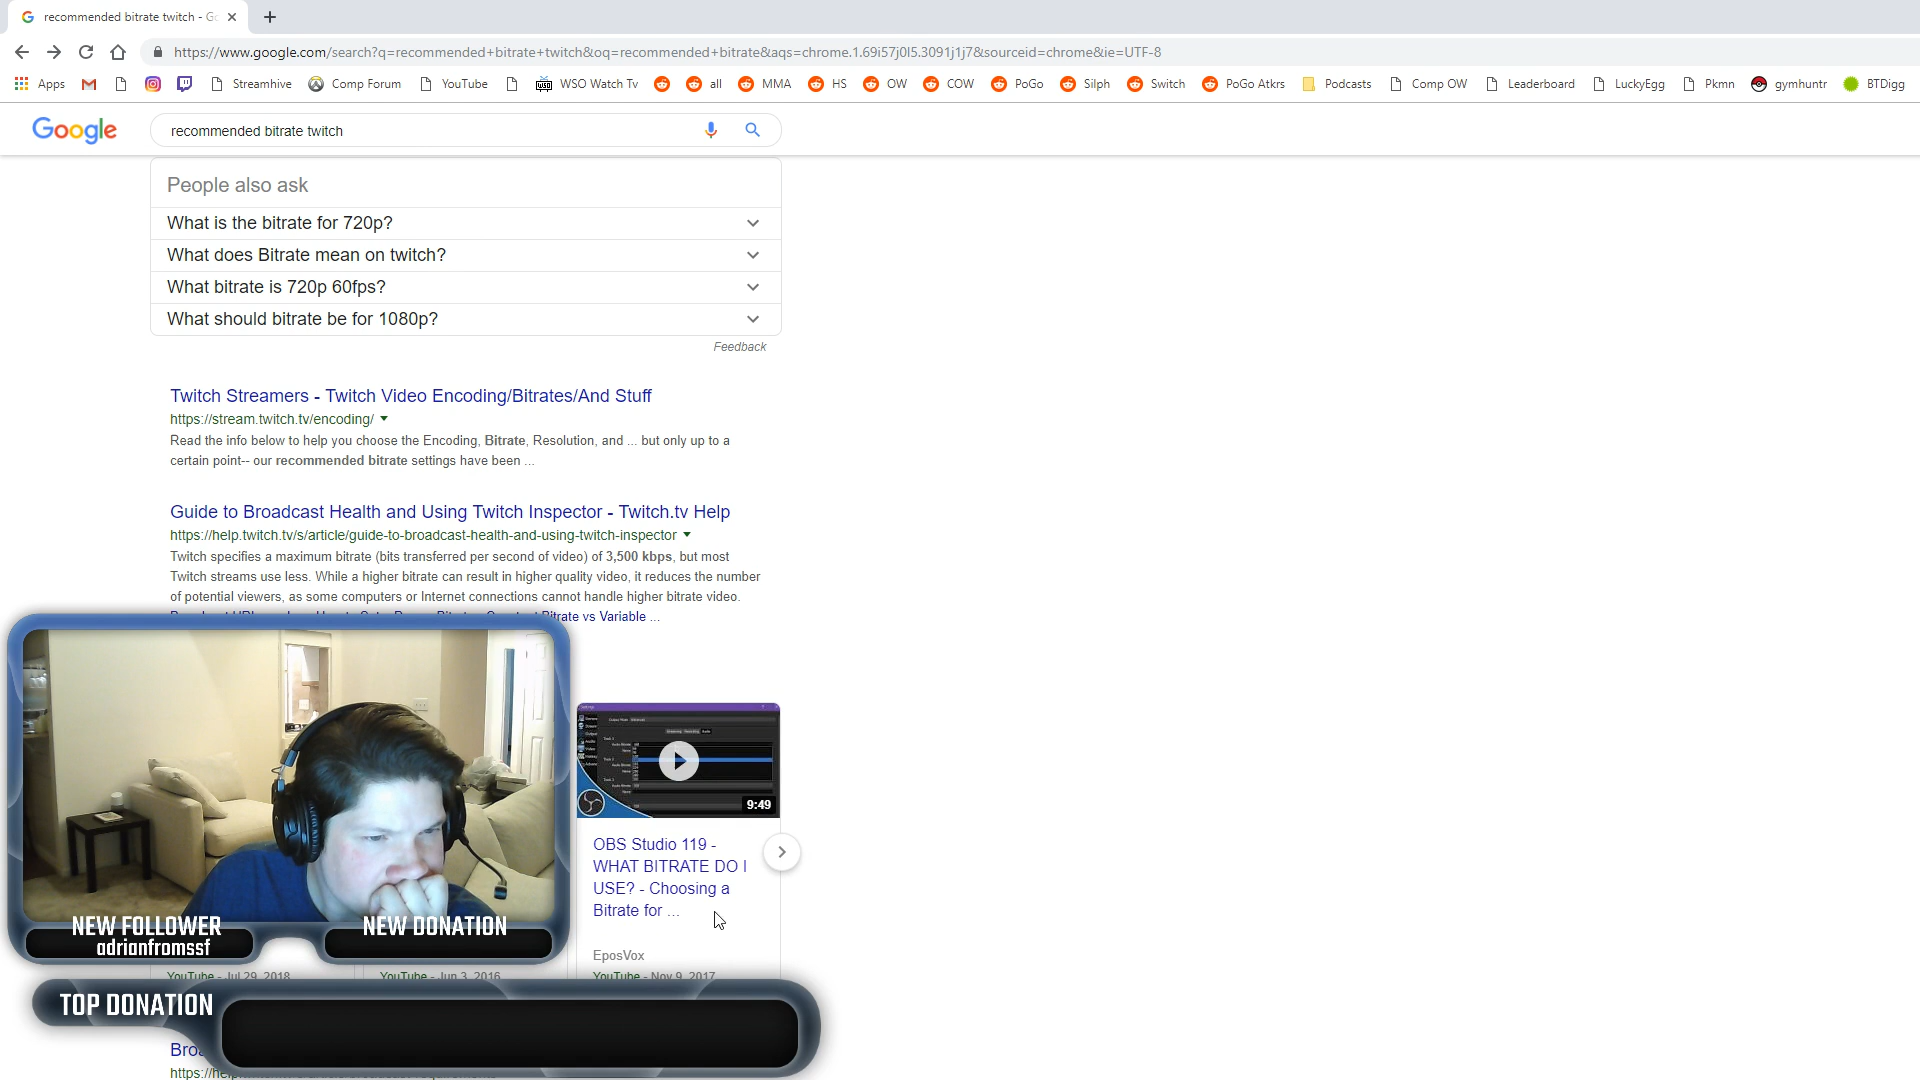 recommended bitrate twitch - Go
https://www.google.com/search?q=recommended+bitrate+twitch&oq=recommended+bitrate&aqs=chrome.1.69i57j0l5.3091j1j7&sourceid=chrome&ie=UTF-8
Apps Streamhive Comp Forum YouTube WSO Watch Tv all MMA HS OW COW PoGo Silph Switch PoGo Atkrs Podcasts Comp OW Leaderboard LuckyEgg Pkmn gymhuntr BTDigg
Google recommended bitrate twitch
People also ask
What is the bitrate for 720p?
What does Bitrate mean on twitch?
What bitrate is 720p 60fps?
What should bitrate be for 1080p?
Feedback
Twitch Streamers - Twitch Video Encoding/Bitrates/And Stuff
https://stream.twitch.tv/encoding/
Read the info below to help you choose the Encoding, Bitrate, Resolution, and ... but only up to a
certain point-- our recommended bitrate settings have been ...
Guide to Broadcast Health and Using Twitch Inspector - Twitch.tv Help
https://help.twitch.tv/s/article/guide-to-broadcast-health-and-using-twitch-inspector
Twitch specifies a maximum bitrate (bits transferred per second of video) of 3,500 kbps, but most
Twitch streams use less. While a higher bitrate can result in higher quality video, it reduces the number
of potential viewers, as some computers or Internet connections cannot handle higher bitrate video.
Bitrate vs Variable ...
9:49
OBS Studio 119 -
WHAT BITRATE DO I
USE? - Choosing a
Bitrate for ...
EposVox
YouTube - Jul 29, 2018
YouTube - Jun 3, 2016
YouTube - Nov 9, 2017
NEW FOLLOWER
adrianfromssf
NEW DONATION
TOP DONATION
Broa